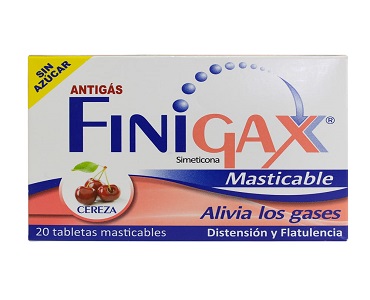 SIN
AZÚCAR
ANTIGÁS
FINIGAX®
Simeticona
Masticable
CEREZA
Alivia los gases
20 tabletas masticables
Distensión y Flatulencia